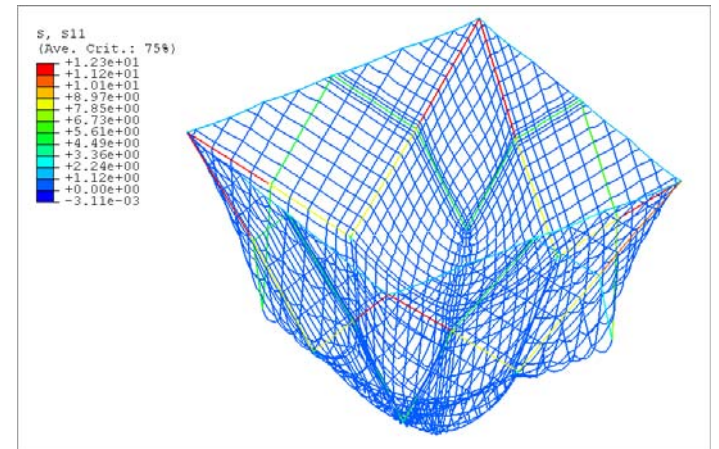 S, S11
(Ave. Crit.: 75%)
+1.23e+01
+1.12e+01
+1.01e+01
+8.97e+00
+7.85e+00
+6.73e+00
+5.61e+00
+4.49e+00
+3.36e+00
+2.24e+00
+1.12e+00
+0.00e+00
-3.11e-03